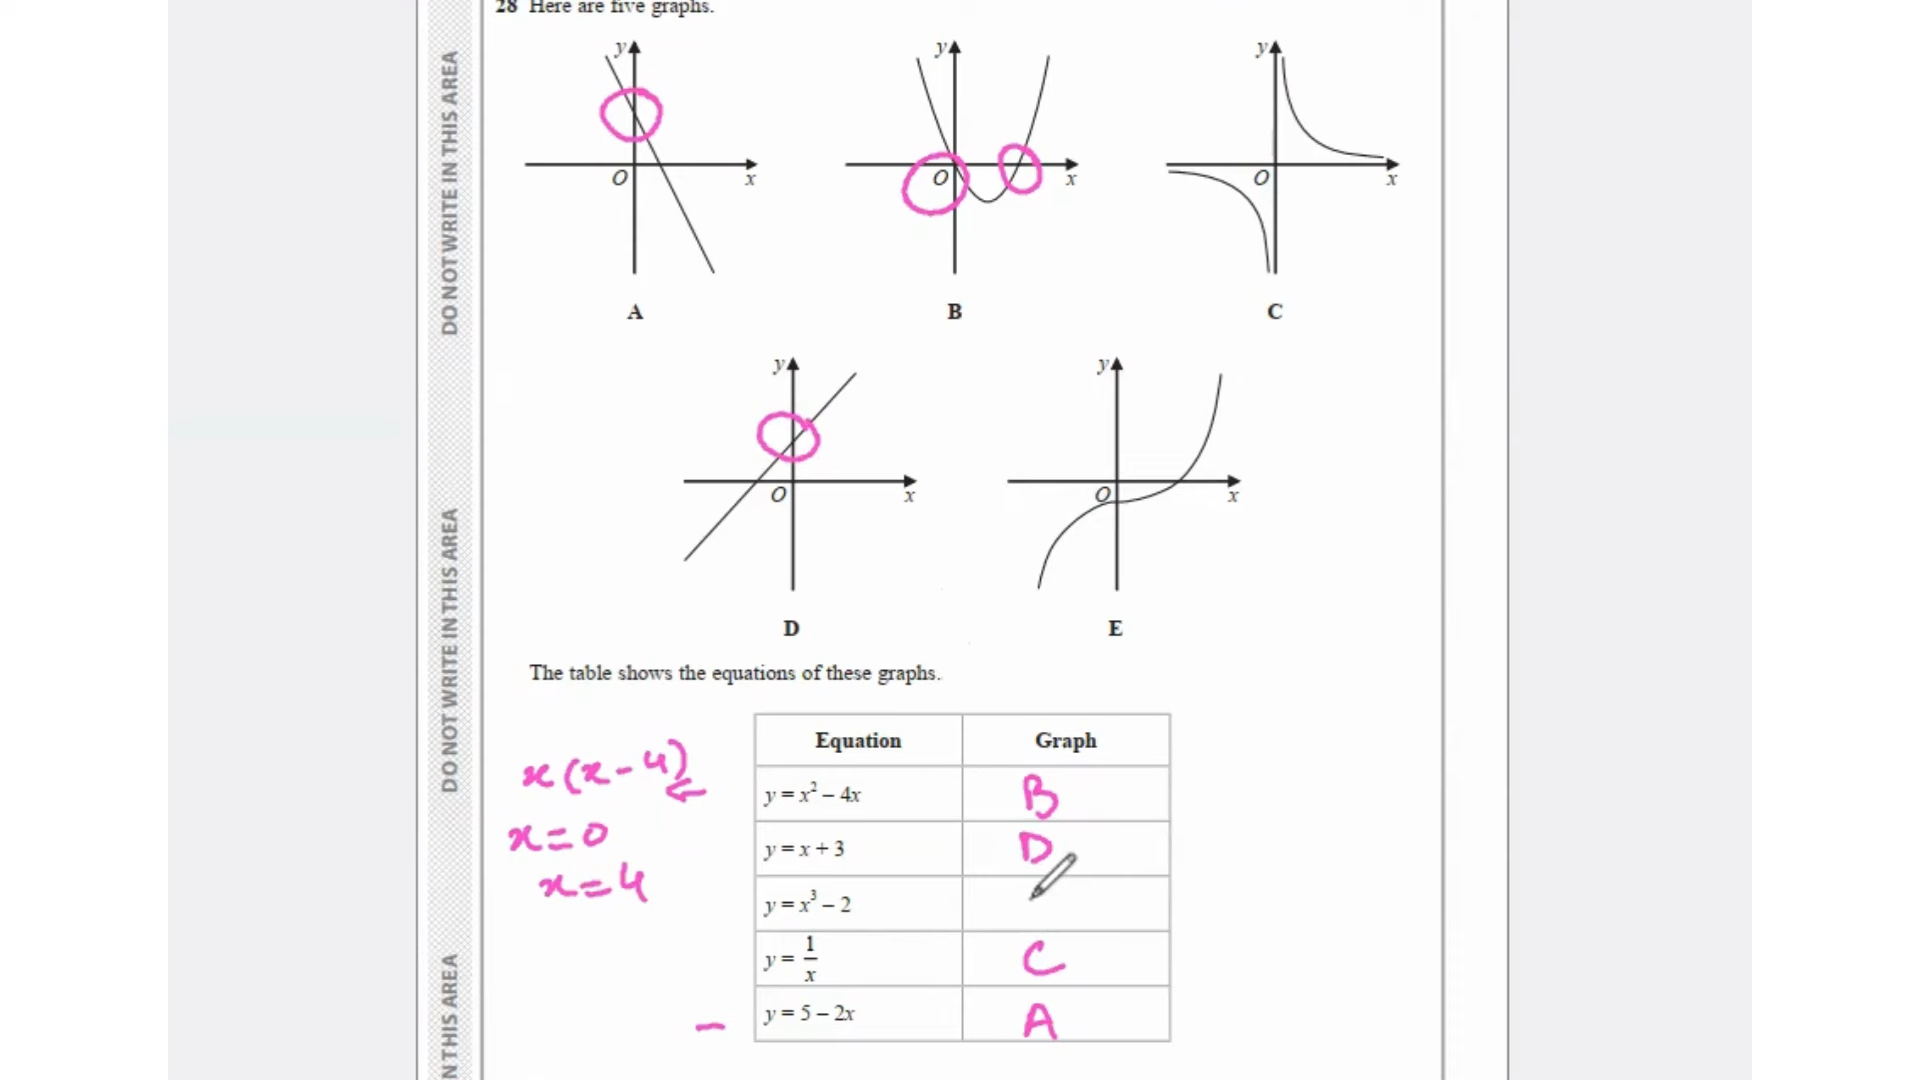 28 Here are five graphs.
y
O
x
A
y
O
x
B
y
O
x
C
y
O
x
D
y
O
x
E
The table shows the equations of these graphs.
Equation Graph
y = x² – 4x B
y = x + 3 D
y = x³ – 2
y = 1/x C
y = 5 – 2x A
x(x-4)
x=0
x=4
DO NOT WRITE IN THIS AREA
DO NOT WRITE IN THIS AREA
N THIS AREA